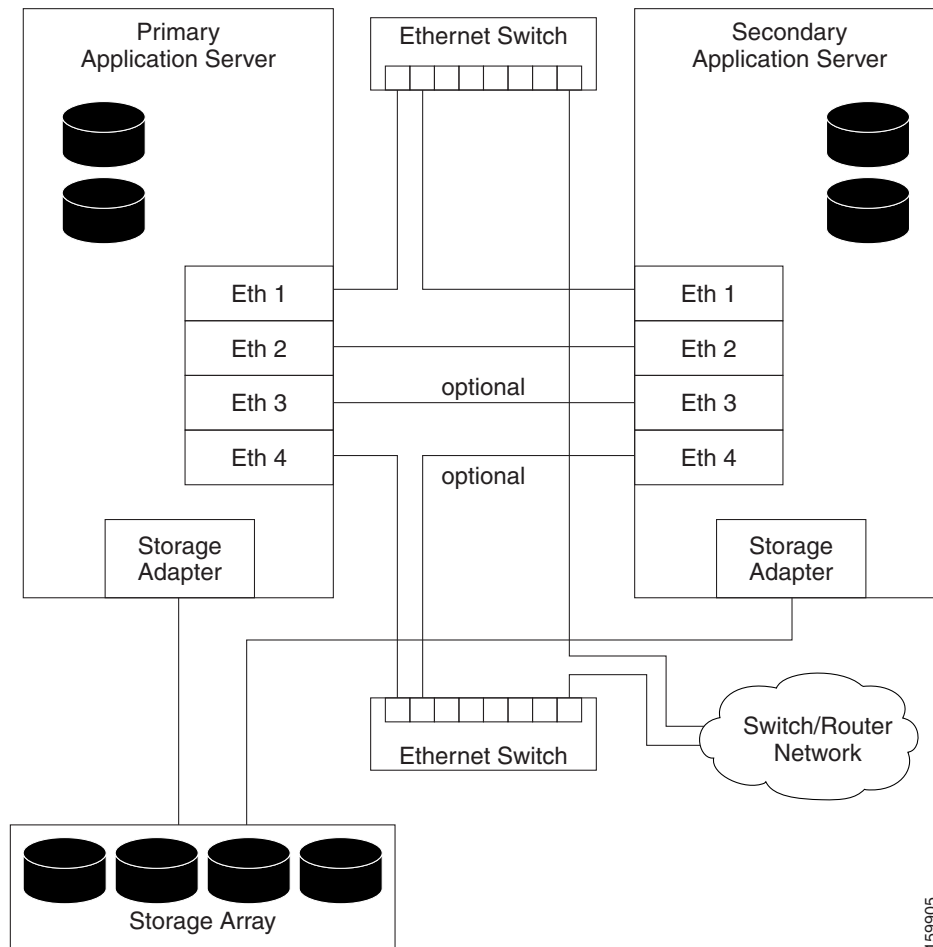 Primary
Application Server
Ethernet Switch
Secondary
Application Server
Eth 1
Eth 2
Eth 3
Eth 4
Eth 1
Eth 2
Eth 3
Eth 4
optional
optional
Storage
Adapter
Storage
Adapter
Ethernet Switch
Switch/Router
Network
Storage Array
159905